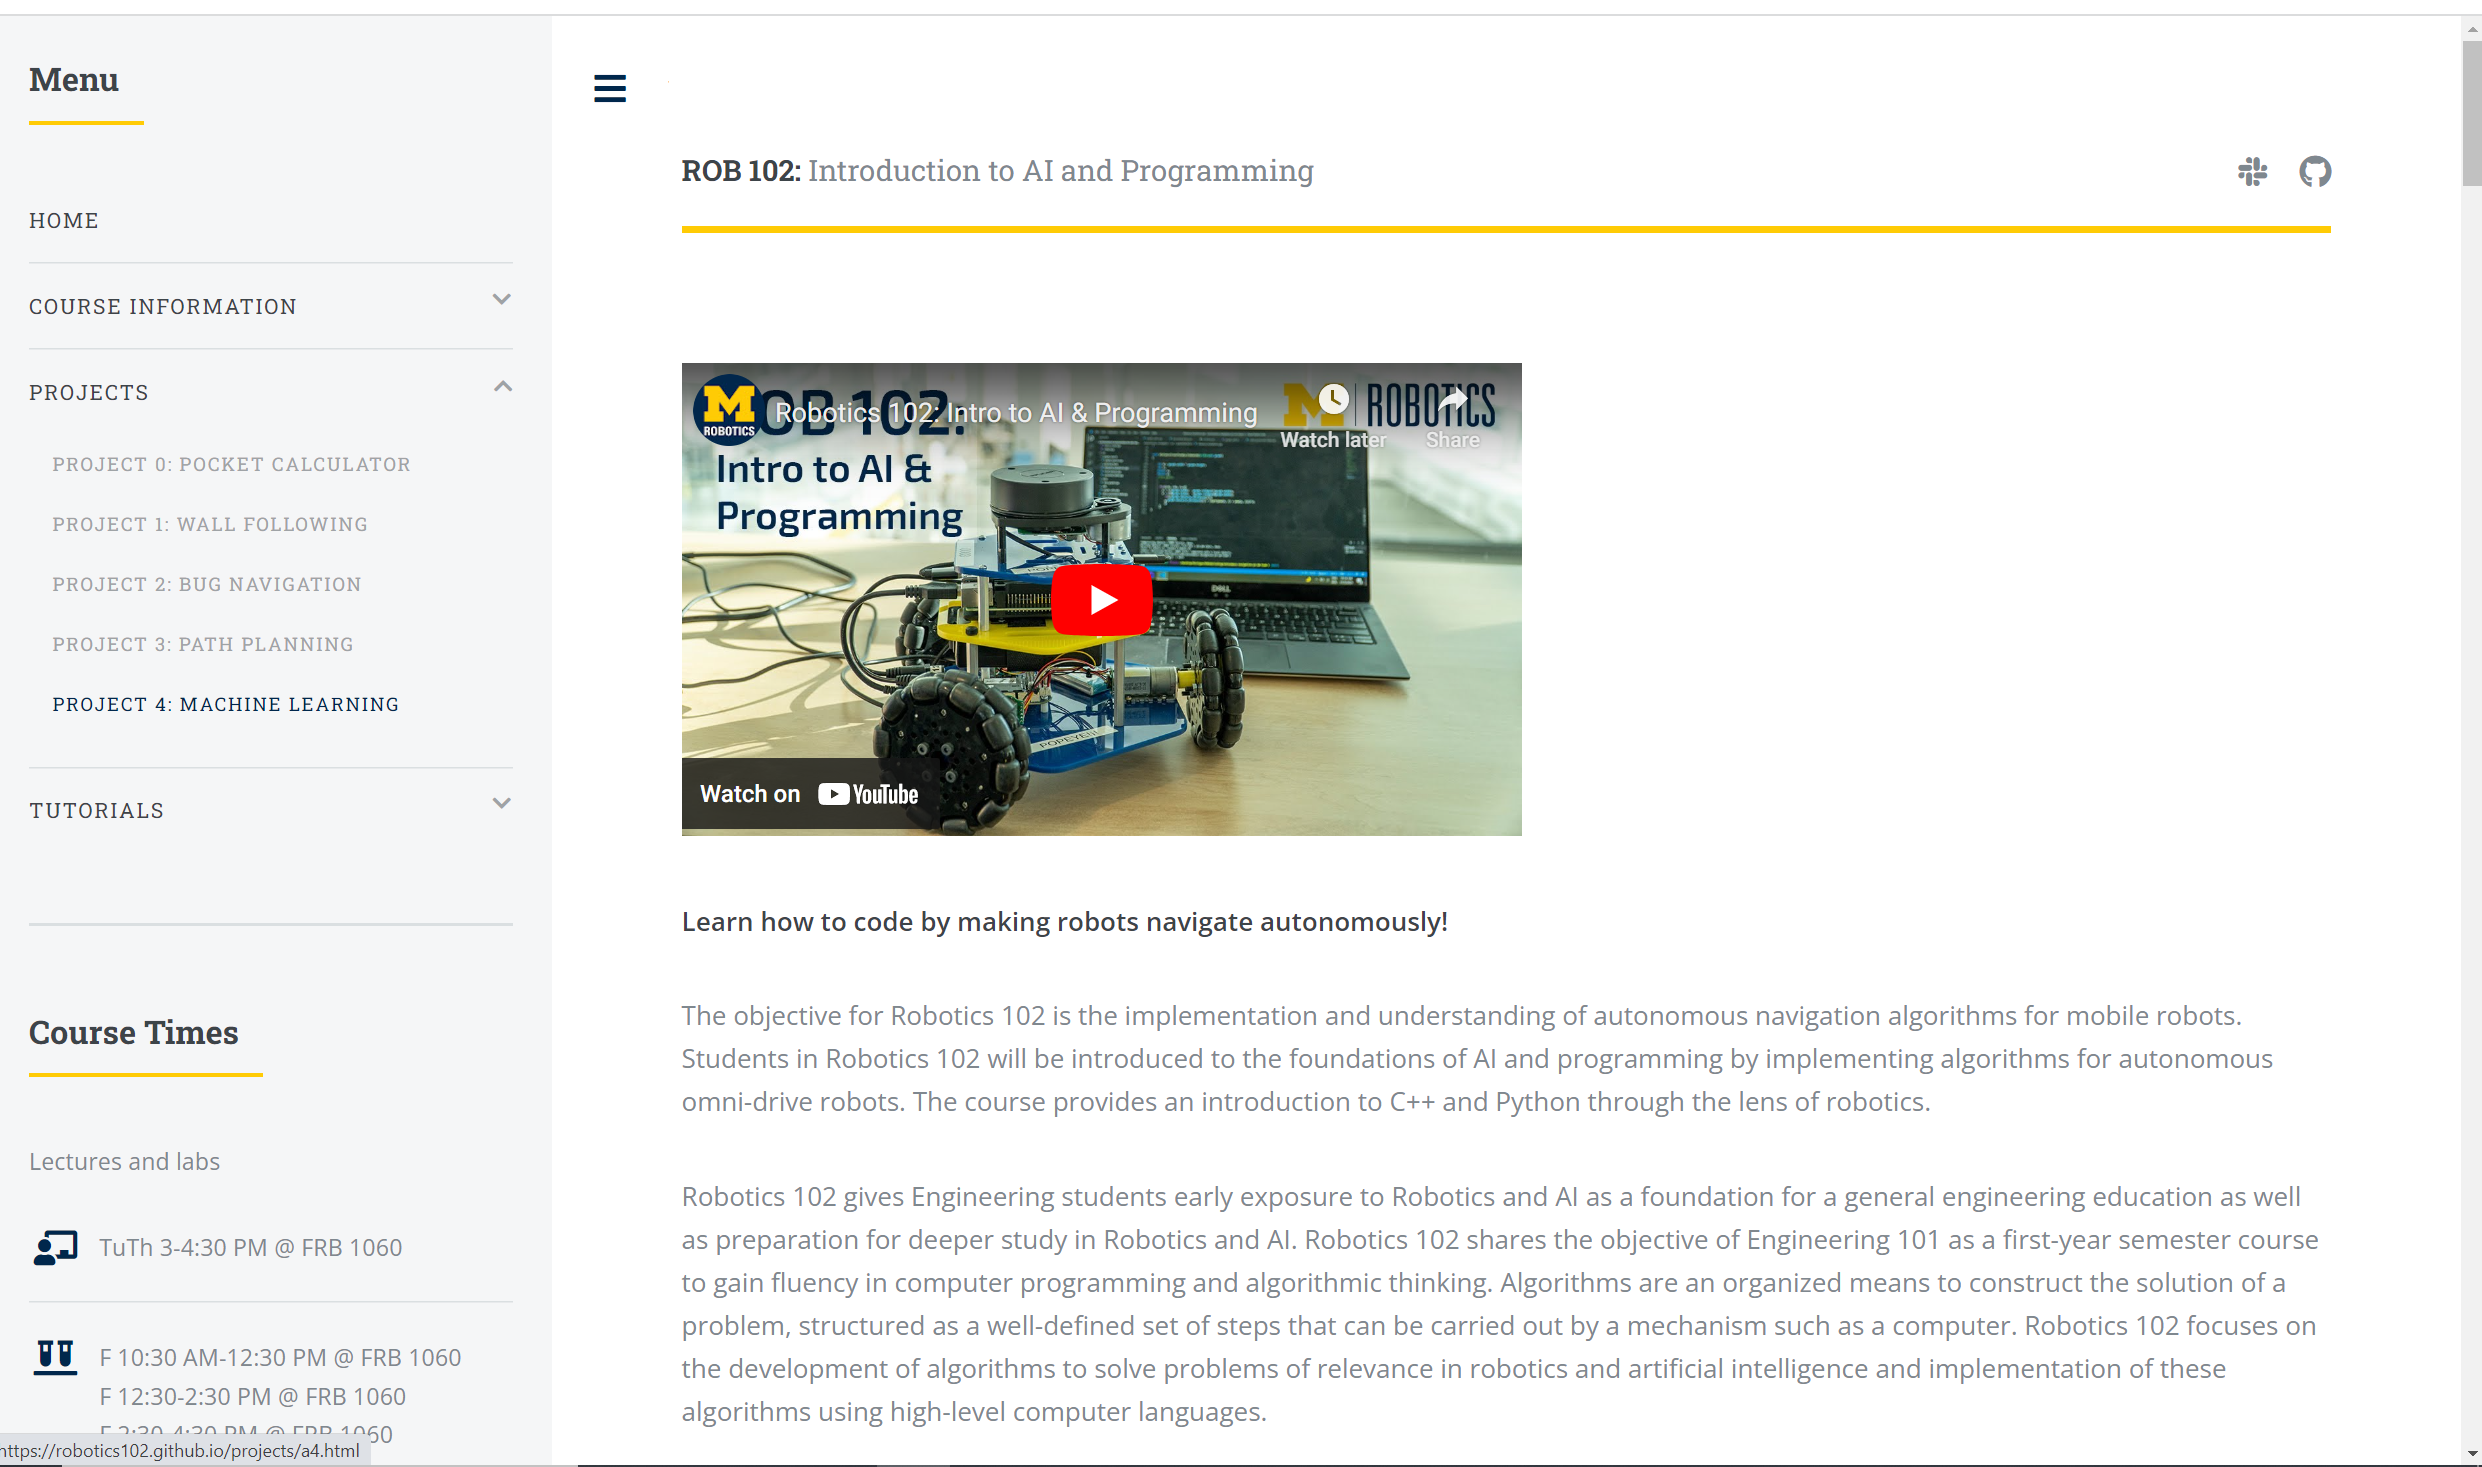 Menu
HOME
COURSE INFORMATION
PROJECTS
PROJECT 0: POCKET CALCULATOR
PROJECT 1: WALL FOLLOWING
PROJECT 2: BUG NAVIGATION
PROJECT 3: PATH PLANNING
PROJECT 4: MACHINE LEARNING
TUTORIALS
Course Times
Lectures and labs
TuTh 3-4:30 PM @ FRB 1060
F 10:30 AM-12:30 PM @ FRB 1060
F 12:30-2:30 PM @ FRB 1060
F 2:30-4:30 PM @ FRB 1060
https://robotics102.github.io/projects/a4.html
ROB 102: Introduction to AI and Programming
M ROBOTICS
Robotics 102: Intro to AI & Programming
OB 102:
Intro to AI &
Programming
M ROBOTICS
Watch later
Share
DELL
POPEYE
Watch on YouTube
Learn how to code by making robots navigate autonomously!
The objective for Robotics 102 is the implementation and understanding of autonomous navigation algorithms for mobile robots.
Students in Robotics 102 will be introduced to the foundations of AI and programming by implementing algorithms for autonomous
omni-drive robots. The course provides an introduction to C++ and Python through the lens of robotics.
Robotics 102 gives Engineering students early exposure to Robotics and AI as a foundation for a general engineering education as well
as preparation for deeper study in Robotics and AI. Robotics 102 shares the objective of Engineering 101 as a first-year semester course
to gain fluency in computer programming and algorithmic thinking. Algorithms are an organized means to construct the solution of a
problem, structured as a well-defined set of steps that can be carried out by a mechanism such as a computer. Robotics 102 focuses on
the development of algorithms to solve problems of relevance in robotics and artificial intelligence and implementation of these
algorithms using high-level computer languages.